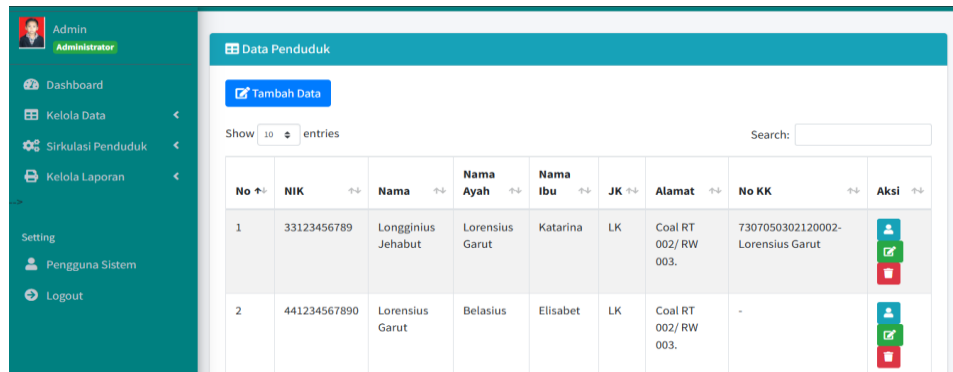 Admin
Administrator
Dashboard
Kelola Data
Sirkulasi Penduduk
Kelola Laporan
-->
Setting
Pengguna Sistem
Logout
Data Penduduk
Tambah Data
Show 10 entries
Search:
No NIK Nama Nama Ayah Nama Ibu JK Alamat No KK Aksi
1 33123456789 Longginius Lorensius Katarina LK Coal RT 7307050302120002-
Jehabut Garut 002/ RW Lorensius Garut
003.
2 441234567890 Lorensius Belasius Elisabet LK Coal RT -
Garut 002/ RW
003.